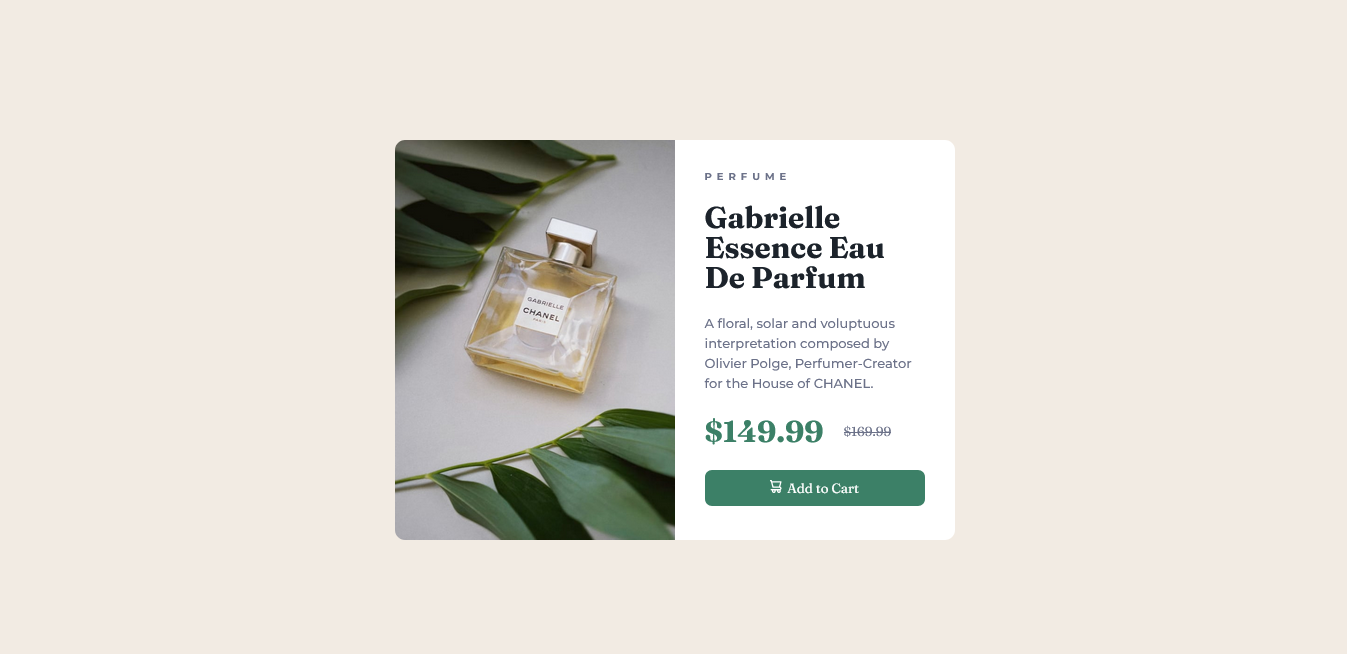 GABRIELLE
CHANEL
PARIS
PERFUME
Gabrielle
Essence Eau
De Parfum
A floral, solar and voluptuous
interpretation composed by
Olivier Polge, Perfumer-Creator
for the House of CHANEL.
$149.99 $169.99
Add to Cart